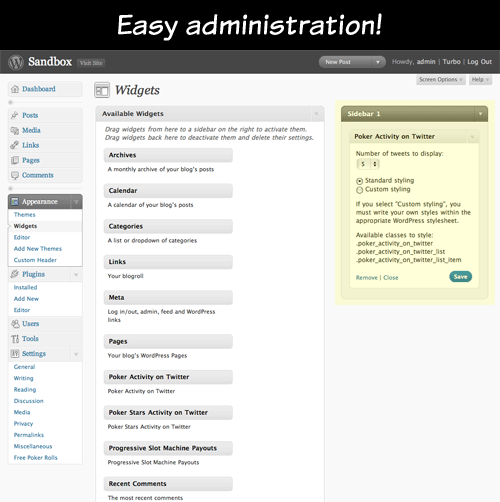 Easy administration!
Sandbox Visit Site
New Post
Howdy, admin | Turbo | Log Out
Screen Options
Help
Dashboard
Posts
Media
Links
Pages
Comments
Appearance
Themes
Widgets
Editor
Add New Themes
Custom Header
Plugins
Installed
Add New
Editor
Users
Tools
Settings
General
Writing
Reading
Discussion
Media
Privacy
Permalinks
Miscellaneous
Free Poker Rolls
Widgets
Available Widgets
Drag widgets from here to a sidebar on the right to activate them.
Drag widgets back here to deactivate them and delete their settings.
Archives
A monthly archive of your blog's posts
Calendar
A calendar of your blog's posts
Categories
A list or dropdown of categories
Links
Your blogroll
Meta
Log in/out, admin, feed and WordPress
links
Pages
Your blog's WordPress Pages
Poker Activity on Twitter
Poker Activity on Twitter
Poker Stars Activity on Twitter
Poker Activity on Twitter
Progressive Slot Machine Payouts
Progressive Slot Machine Payouts
Recent Comments
The most recent comments
Sidebar 1
Poker Activity on Twitter
Number of tweets to display:
5
Standard styling
Custom styling
If you select "Custom styling", you
must write your own styles within the
appropriate WordPress stylesheet.
Available classes to style:
.poker_activity_on_twitter
.poker_activity_on_twitter_list
.poker_activity_on_twitter_list_item
Remove | Close
Save